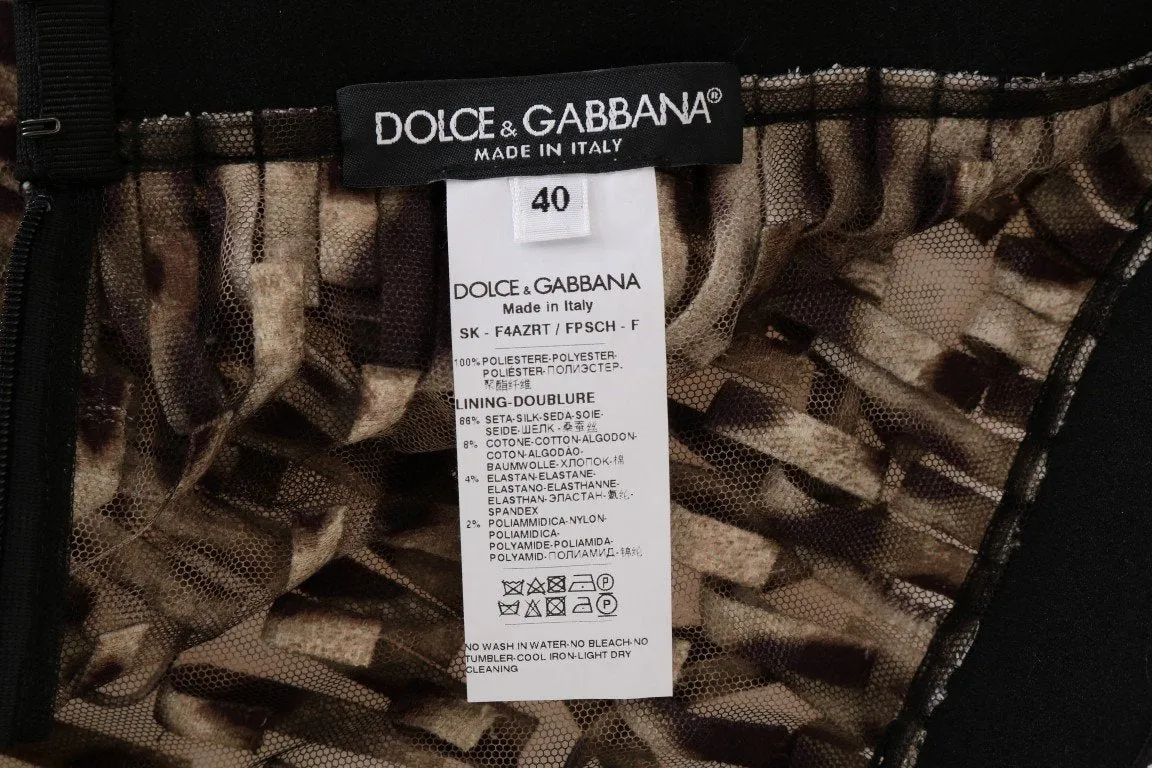 DOLCE & GABBANA®
MADE IN ITALY
40
DOLCE & GABBANA
Made in Italy
SK - F4AZRT / FPSCH - F
100% POLIESTERE-POLYESTER-
POLIÉSTER-ПОЛИЭСТЕР-
聚酯纤维
LINING-DOUBLURE
86% SETA-SILK-SEDA-SOIE-
SEIDE-ШЕЛК-桑蚕丝
8% COTONE-COTTON-ALGODON-
COTON-ALGODÃO-
BAUMWOLLE-ХЛОПОК-棉
4% ELASTAN-ELASTANE-
ELASTANO-ELASTHANNE-
ELASTHAN-ЭЛАСТАН-氨纶-
SPANDEX
2% POLIAMMIDICA-NYLON-
POLIAMIDICA-
POLYAMIDE-POLIAMIDA-
POLYAMID-ПОЛИАМИД-锦纶
P
P
NO WASH IN WATER-NO BLEACH-NO
TUMBLER-COOL IRON-LIGHT DRY
CLEANING